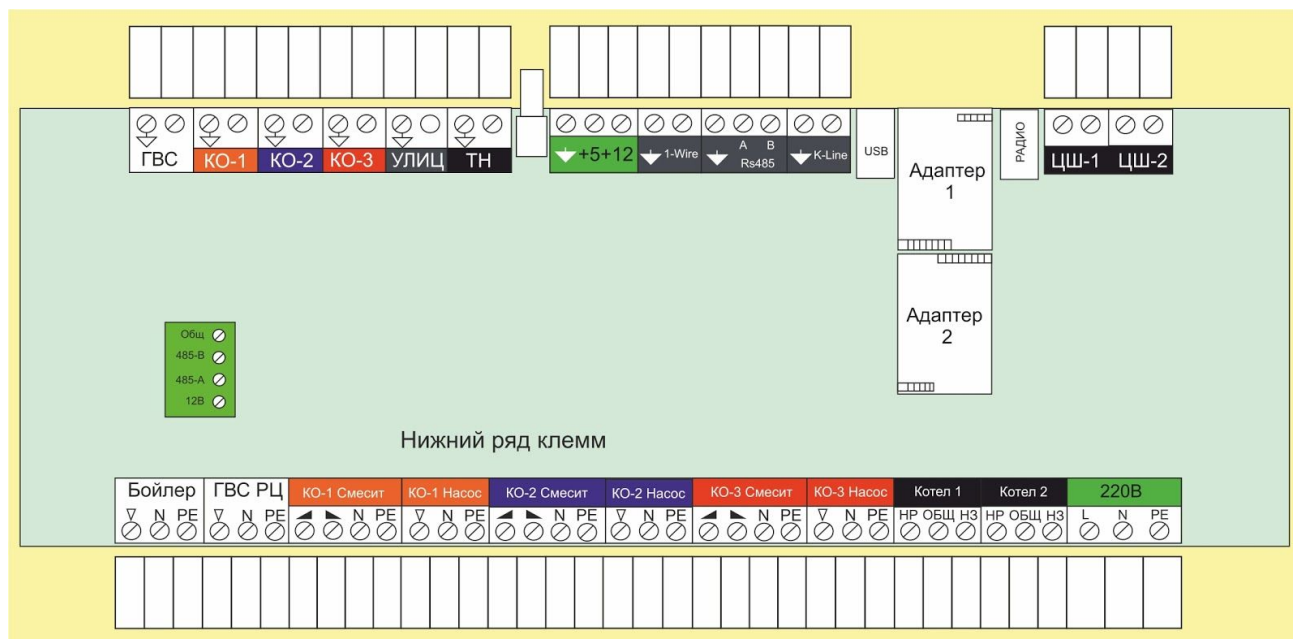 ГВС КО-1 КО-2 КО-3 УЛИЦ ТН +5+12 1-Wire A B Rs485 K-Line USB Адаптер 1 РАДИО ЦШ-1 ЦШ-2
Адаптер
2
Общ
485-B
485-A
12В
Нижний ряд клемм
Бойлер ГВС РЦ КО-1 Смесит КО-1 Насос КО-2 Смесит КО-2 Насос КО-3 Смесит КО-3 Насос Котел 1 Котел 2 220В
N PE N PE N PE N PE N PE N PE N PE N PE НР ОБЩ НЗ НР ОБЩ НЗ L N PE